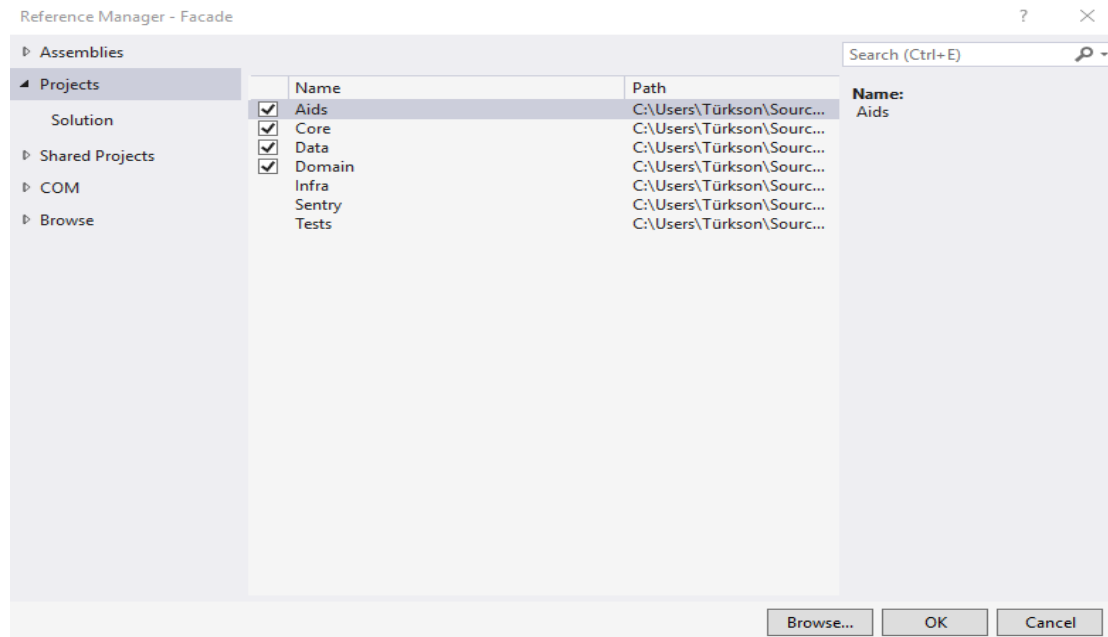 Reference Manager - Facade ?
Assemblies
Projects
Solution
Shared Projects
COM
Browse
Name Path
Aids C:\Users\Türkson\Sourc...
Core C:\Users\Türkson\Sourc...
Data C:\Users\Türkson\Sourc...
Domain C:\Users\Türkson\Sourc...
Infra C:\Users\Türkson\Sourc...
Sentry C:\Users\Türkson\Sourc...
Tests C:\Users\Türkson\Sourc...
Search (Ctrl+E)
Name:
Aids
Browse... OK Cancel